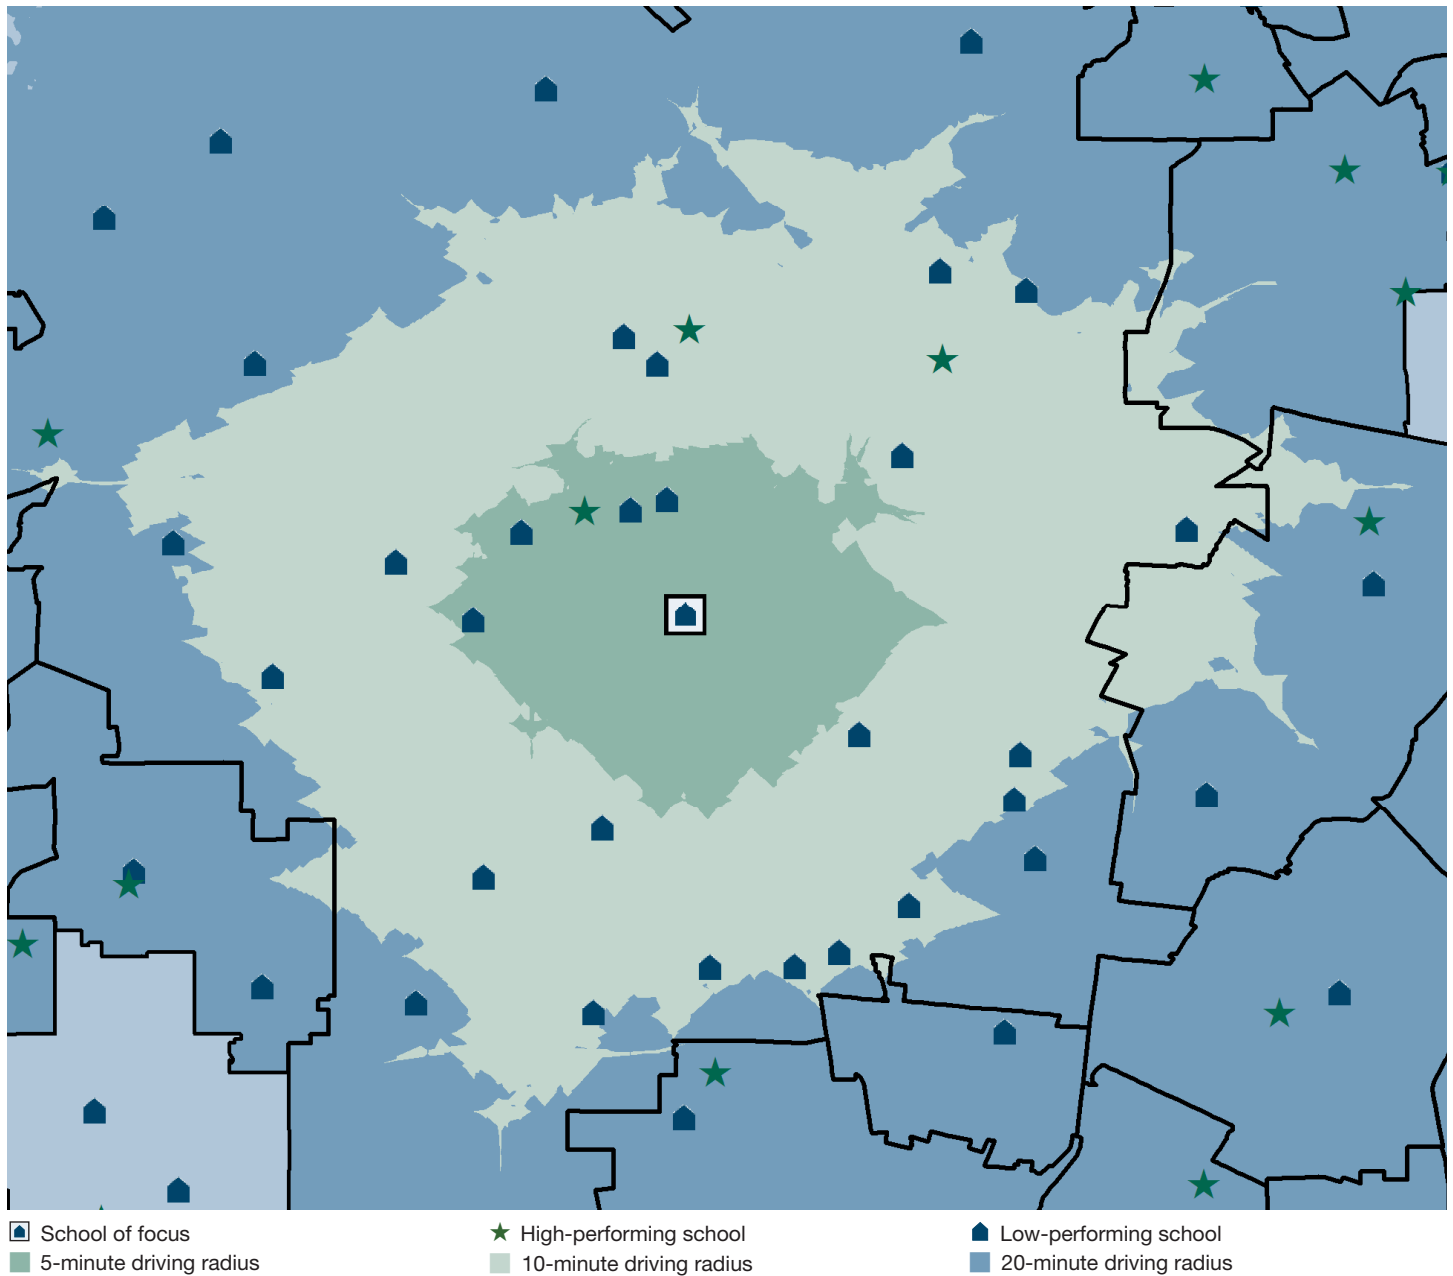 School of focus
High-performing school
Low-performing school
5-minute driving radius
10-minute driving radius
20-minute driving radius